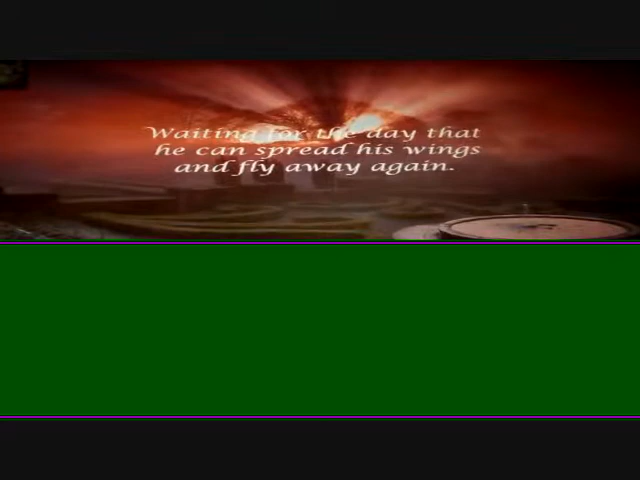 Waiting for the day that
he can spread his wings
and fly away again.